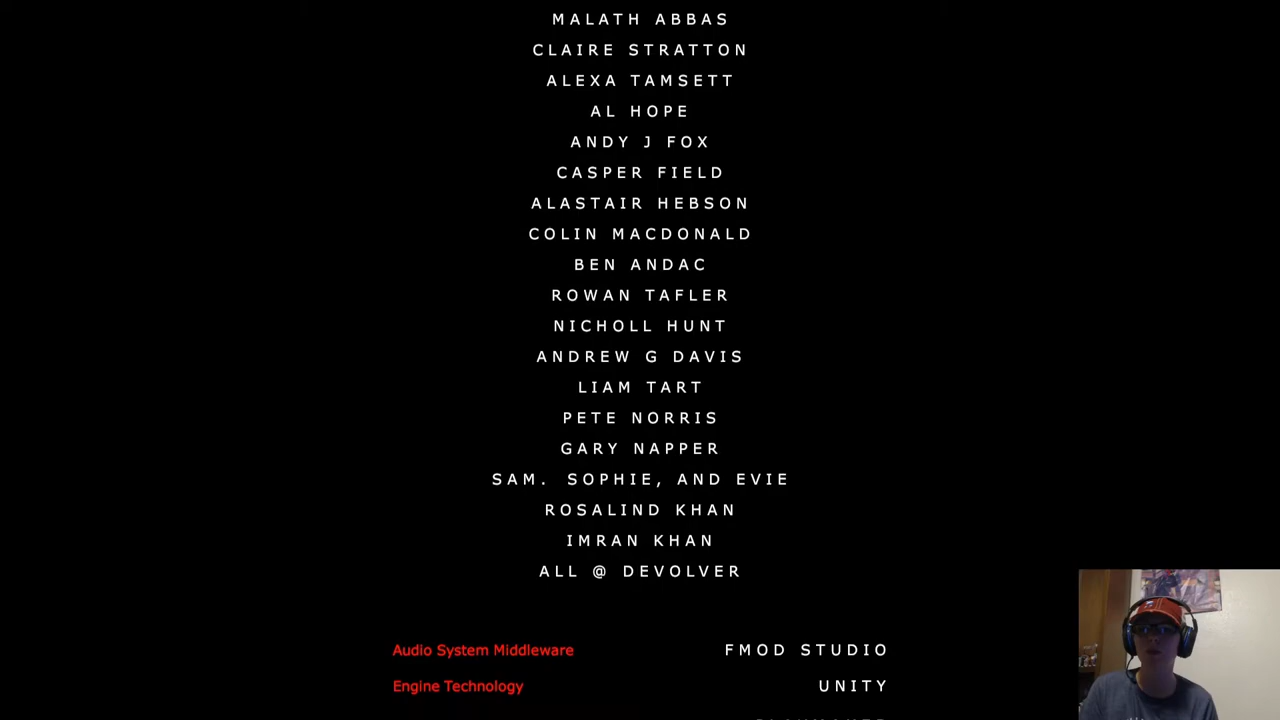 MALATH ABBAS
CLAIRE STRATTON
ALEXA TAMSETT
AL HOPE
ANDY J FOX
CASPER FIELD
ALASTAIR HEBSON
COLIN MACDONALD
BEN ANDAC
ROWAN TAFLER
NICHOLL HUNT
ANDREW G DAVIS
LIAM TART
PETE NORRIS
GARY NAPPER
SAM. SOPHIE, AND EVIE
ROSALIND KHAN
IMRAN KHAN
ALL @ DEVOLVER
Audio System Middleware FMOD STUDIO
Engine Technology UNITY